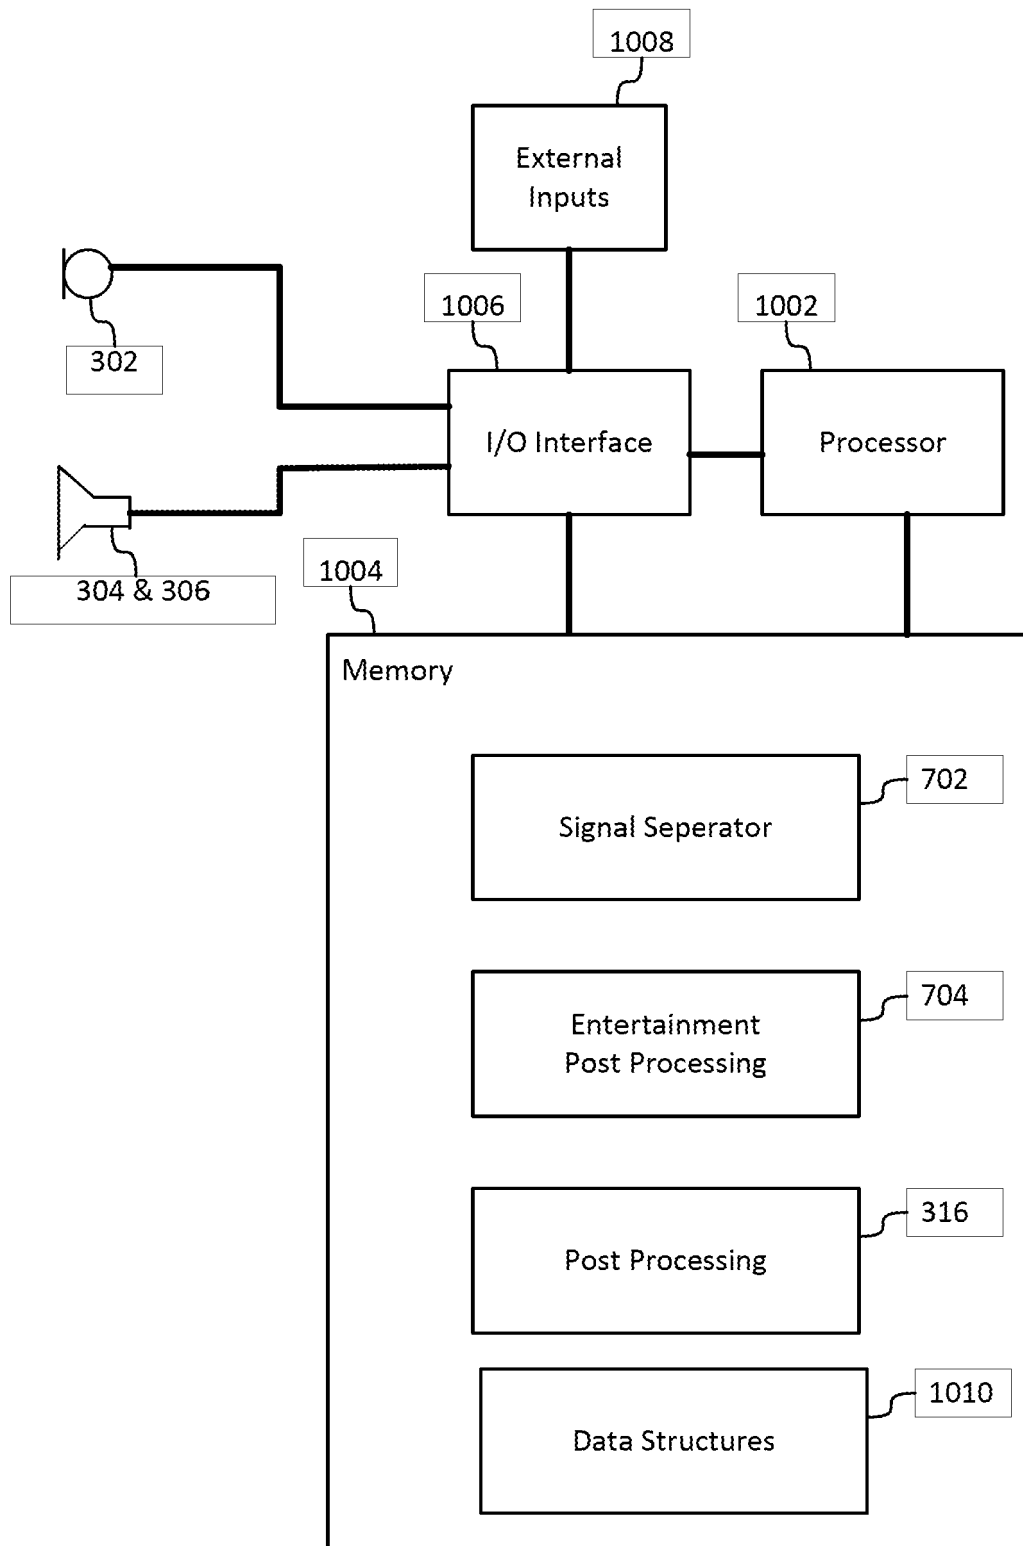 1008
External
Inputs
1006
1002
302
I/O Interface
Processor
304 & 306
1004
Memory
702
Signal Seperator
704
Entertainment
Post Processing
316
Post Processing
1010
Data Structures